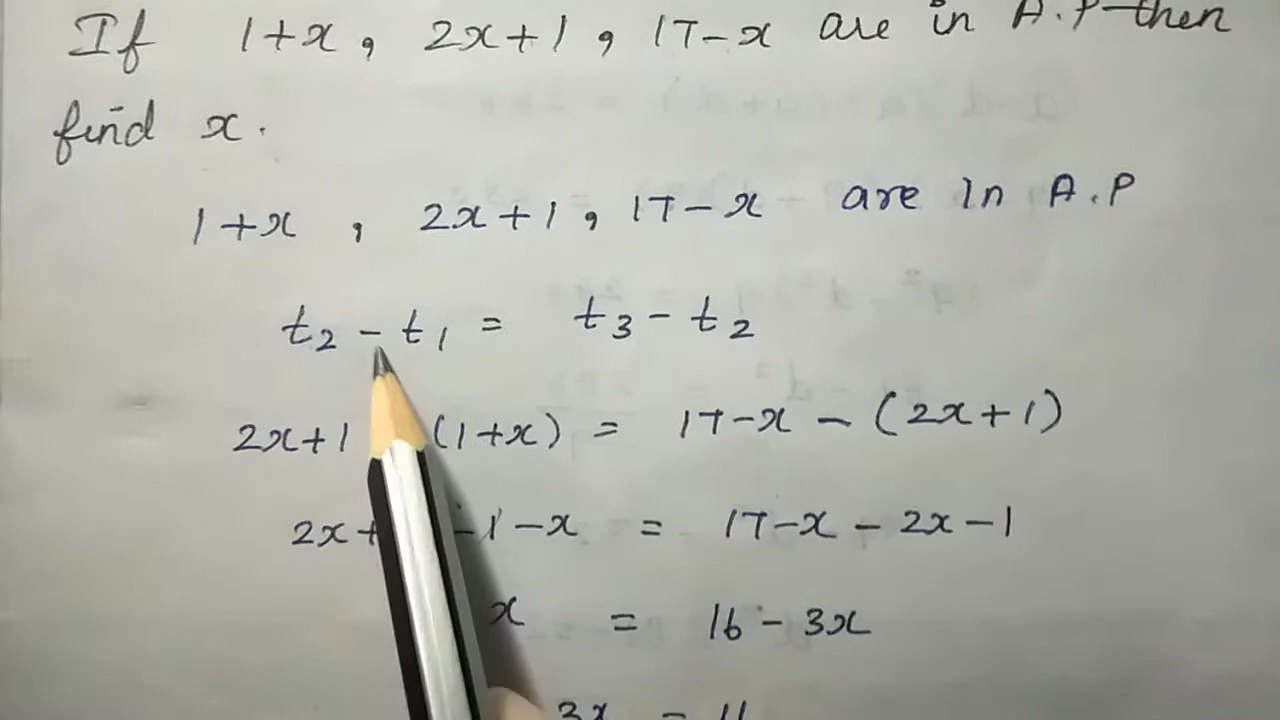 If 1+x, 2x+1, 17-x are in A.P then
find x.
1+x, 2x+1, 17-x are in A.P
t₂ - t₁ = t₃ - t₂
2x+1 (1+x) = 17-x - (2x+1)
2x+ -1-x = 17-x - 2x-1
x = 16-3x
3x =